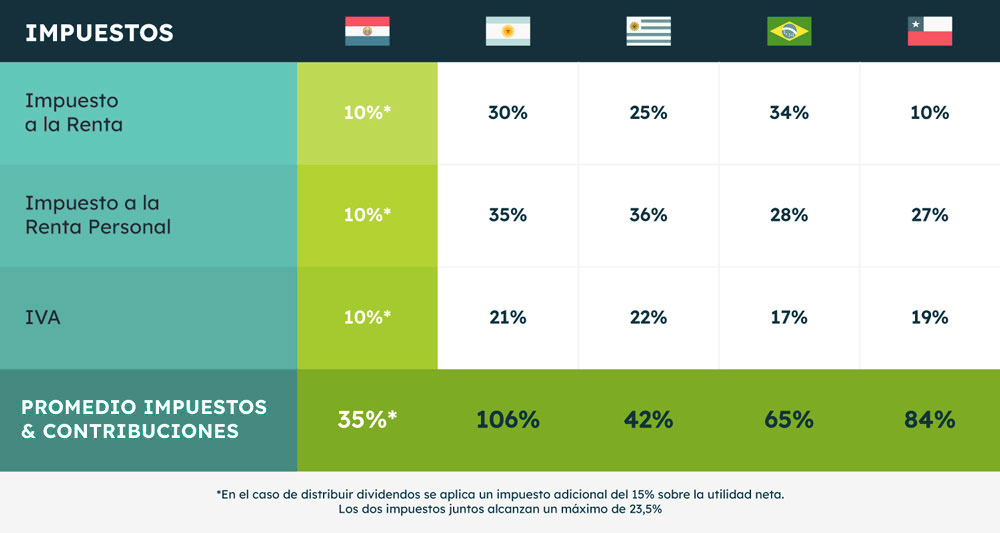 IMPUESTOS
Impuesto
a la Renta
10%* 30% 25% 34% 10%
Impuesto a la
Renta Personal
10%* 35% 36% 28% 27%
IVA
10%* 21% 22% 17% 19%
PROMEDIO IMPUESTOS
& CONTRIBUCIONES
35%* 106% 42% 65% 84%
*En el caso de distribuir dividendos se aplica un impuesto adicional del 15% sobre la utilidad neta.
Los dos impuestos juntos alcanzan un máximo de 23,5%